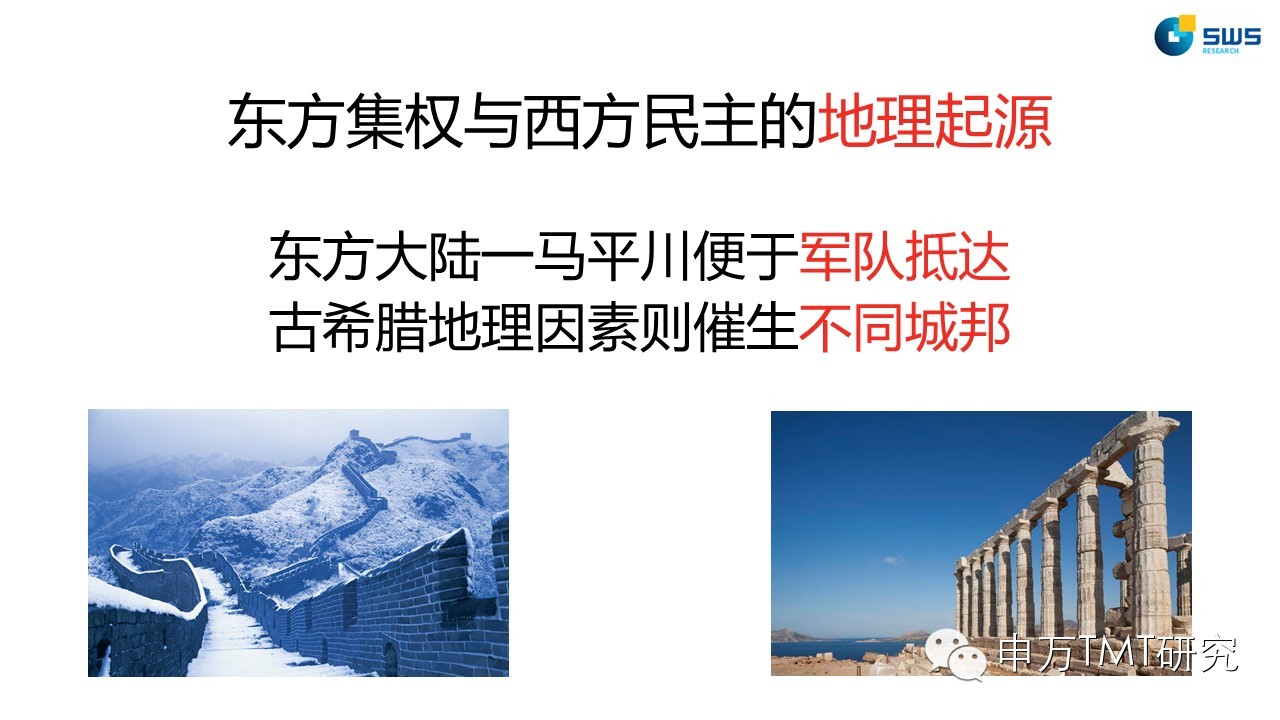 SWS
RESEARCH
东方集权与西方民主的地理起源
东方大陆一马平川便于军队抵达
古希腊地理因素则催生不同城邦
申万TMT研究